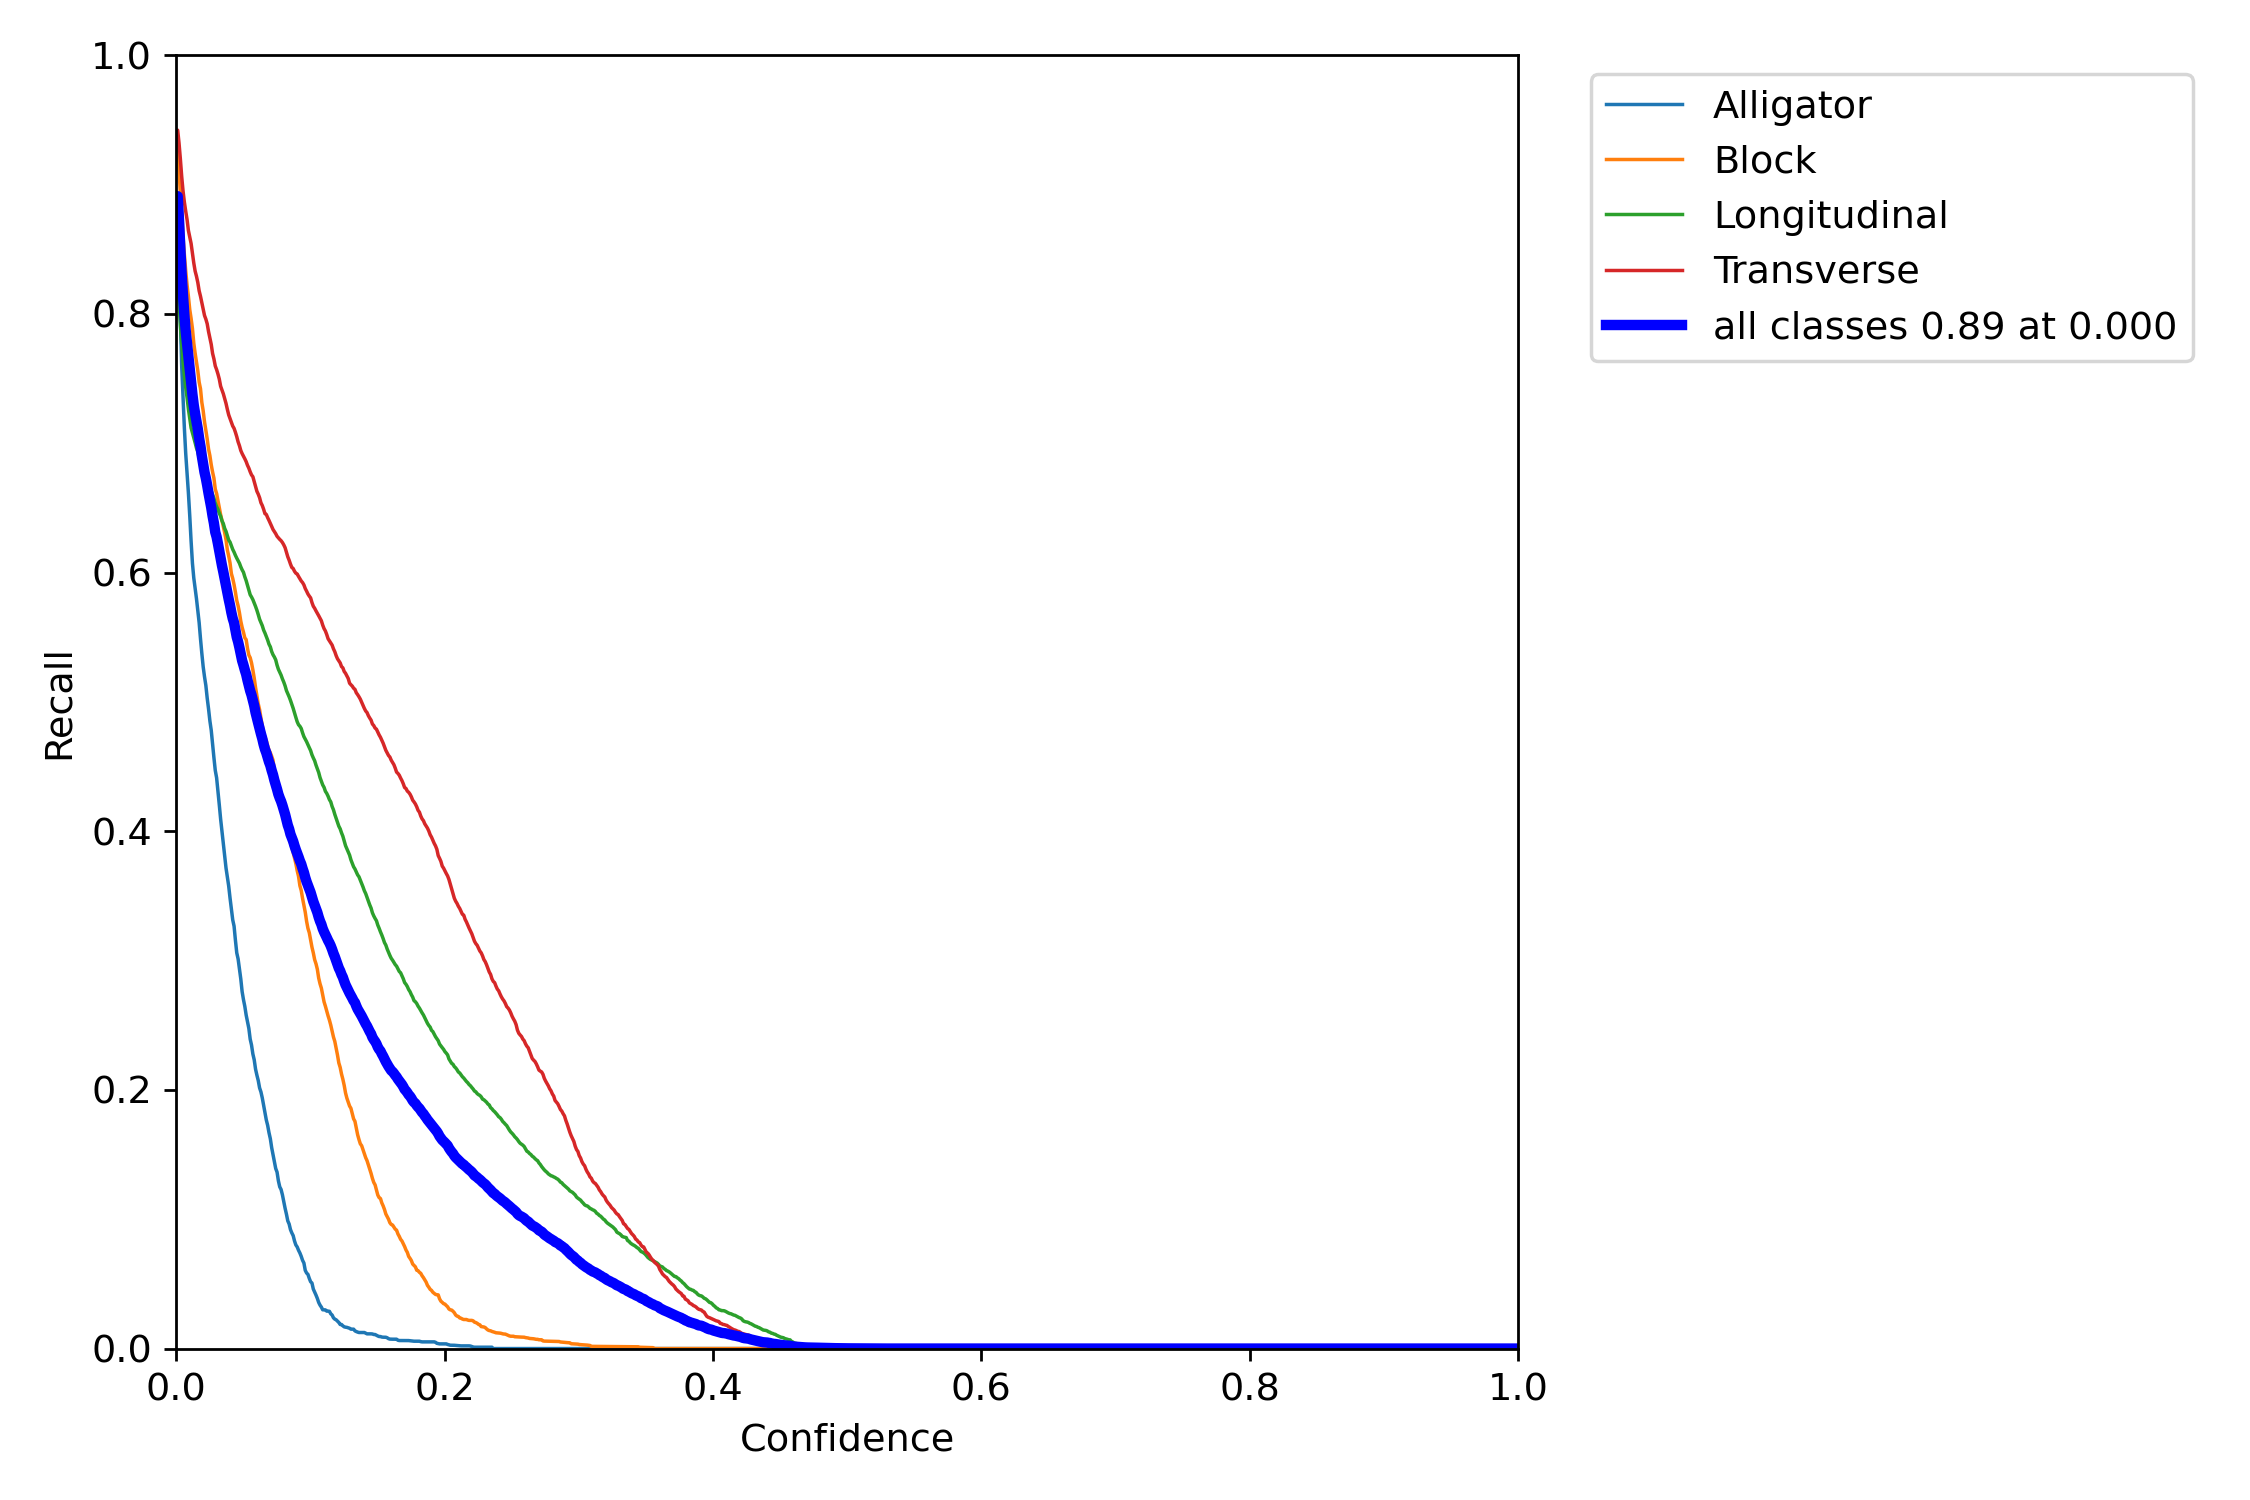 1.0
0.8
0.6
0.4
0.2
0.0
Recall
0.0 0.2 0.4 0.6 0.8 1.0
Confidence
Alligator
Block
Longitudinal
Transverse
all classes 0.89 at 0.000